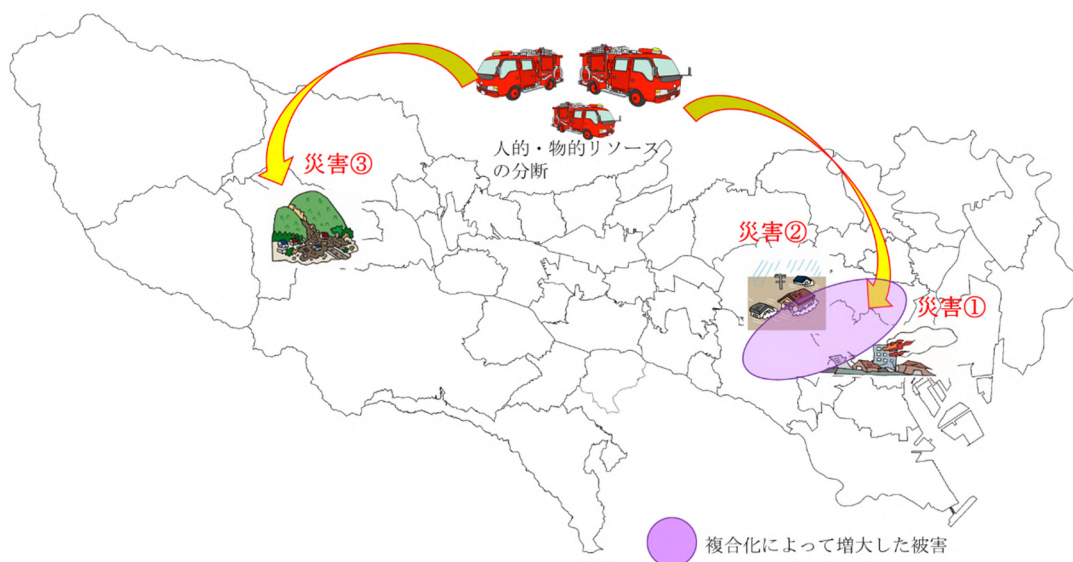 人的・物的リソース
の分断
災害③
災害②
災害①
複合化によって増大した被害